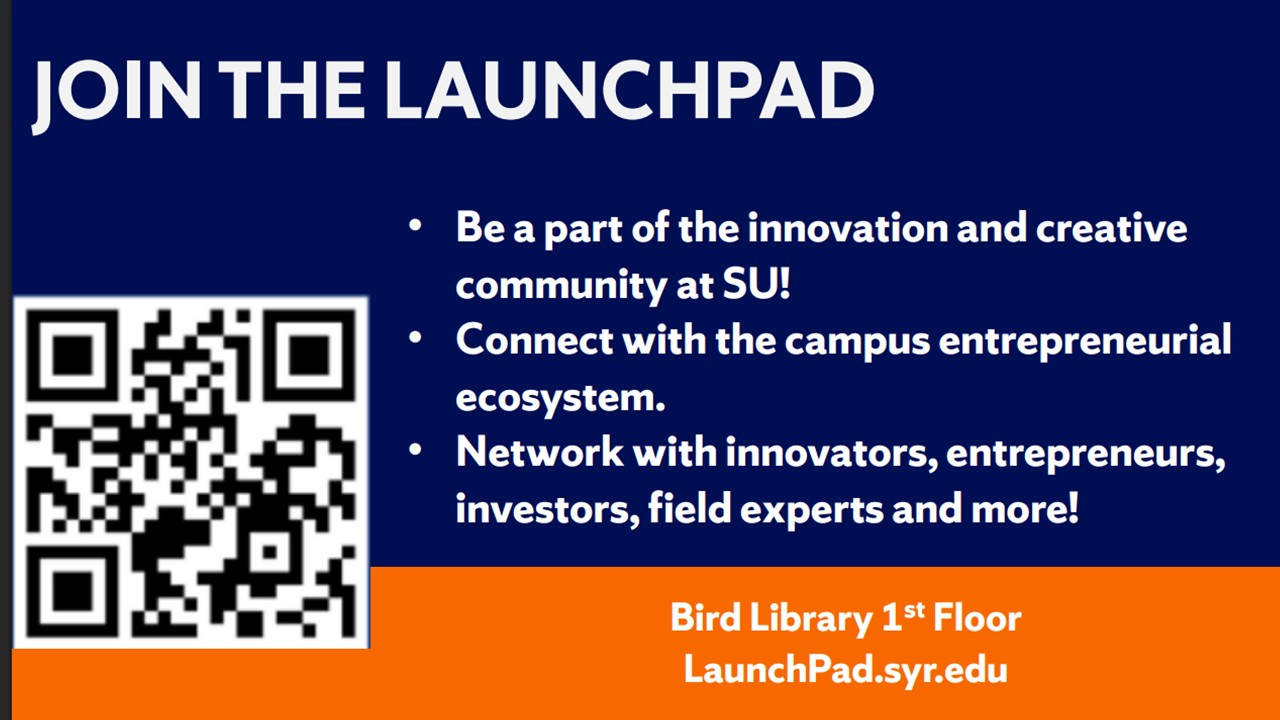 JOIN THE LAUNCHPAD
• Be a part of the innovation and creative
community at SU!
• Connect with the campus entrepreneurial
ecosystem.
• Network with innovators, entrepreneurs,
investors, field experts and more!
Bird Library 1st Floor
LaunchPad.syr.edu